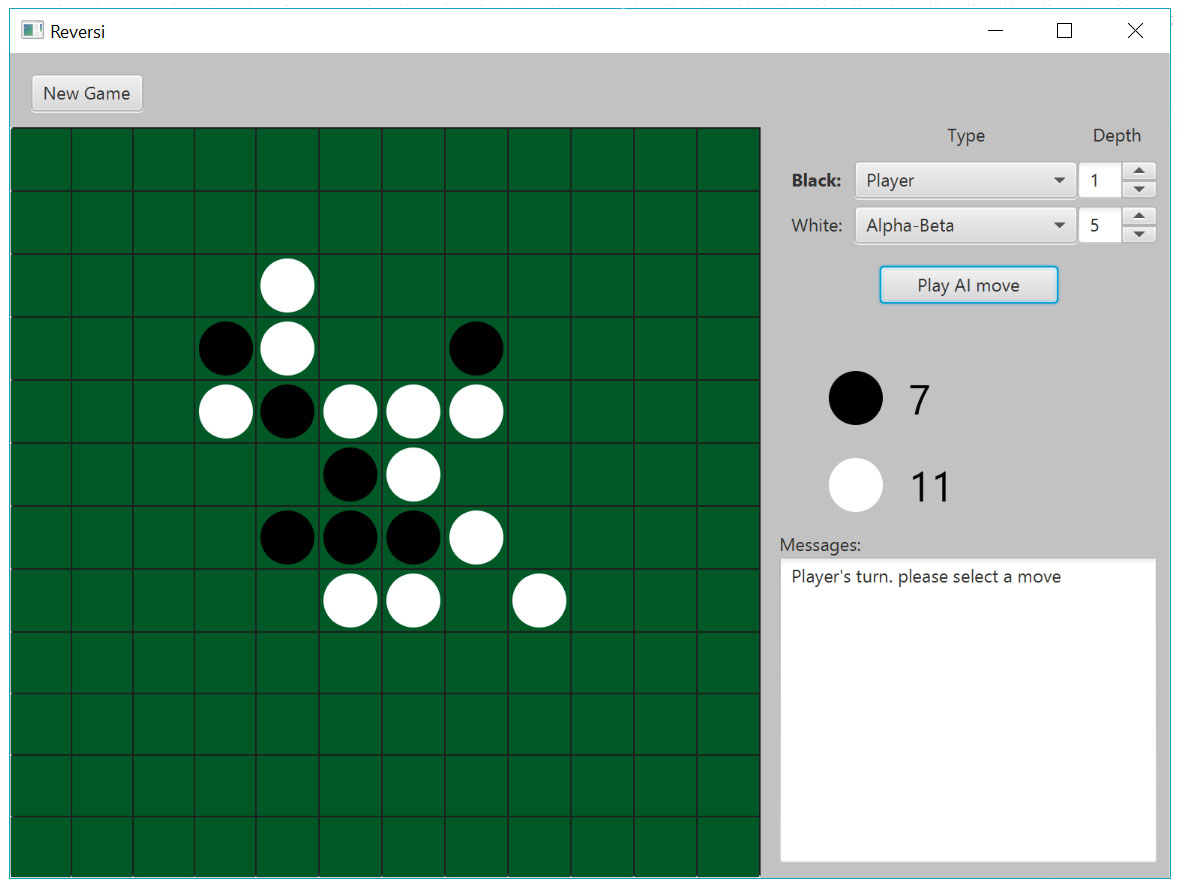 Reversi
New Game
Type Depth
Black: Player 1
White: Alpha-Beta 5
Play AI move
7
11
Messages:
Player's turn. please select a move